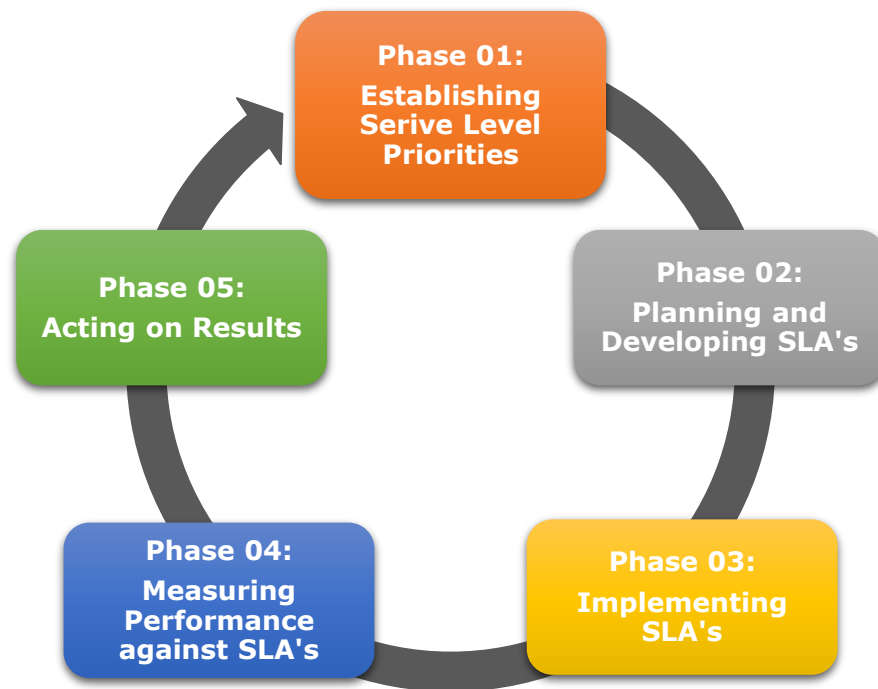 Phase 01:
Establishing
Serive Level
Priorities
Phase 02:
Planning and
Developing SLA's
Phase 03:
Implementing
SLA's
Phase 04:
Measuring
Performance
against SLA's
Phase 05:
Acting on Results